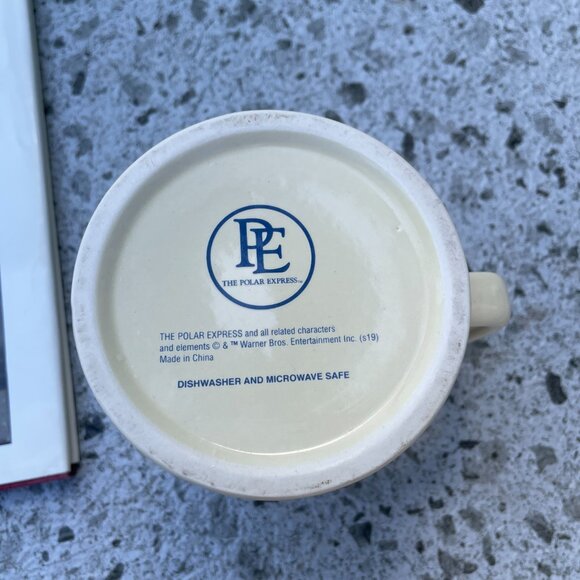 PE
THE POLAR EXPRESS™
THE POLAR EXPRESS and all related characters
and elements © & ™ Warner Bros. Entertainment Inc. (s19)
Made in China
DISHWASHER AND MICROWAVE SAFE